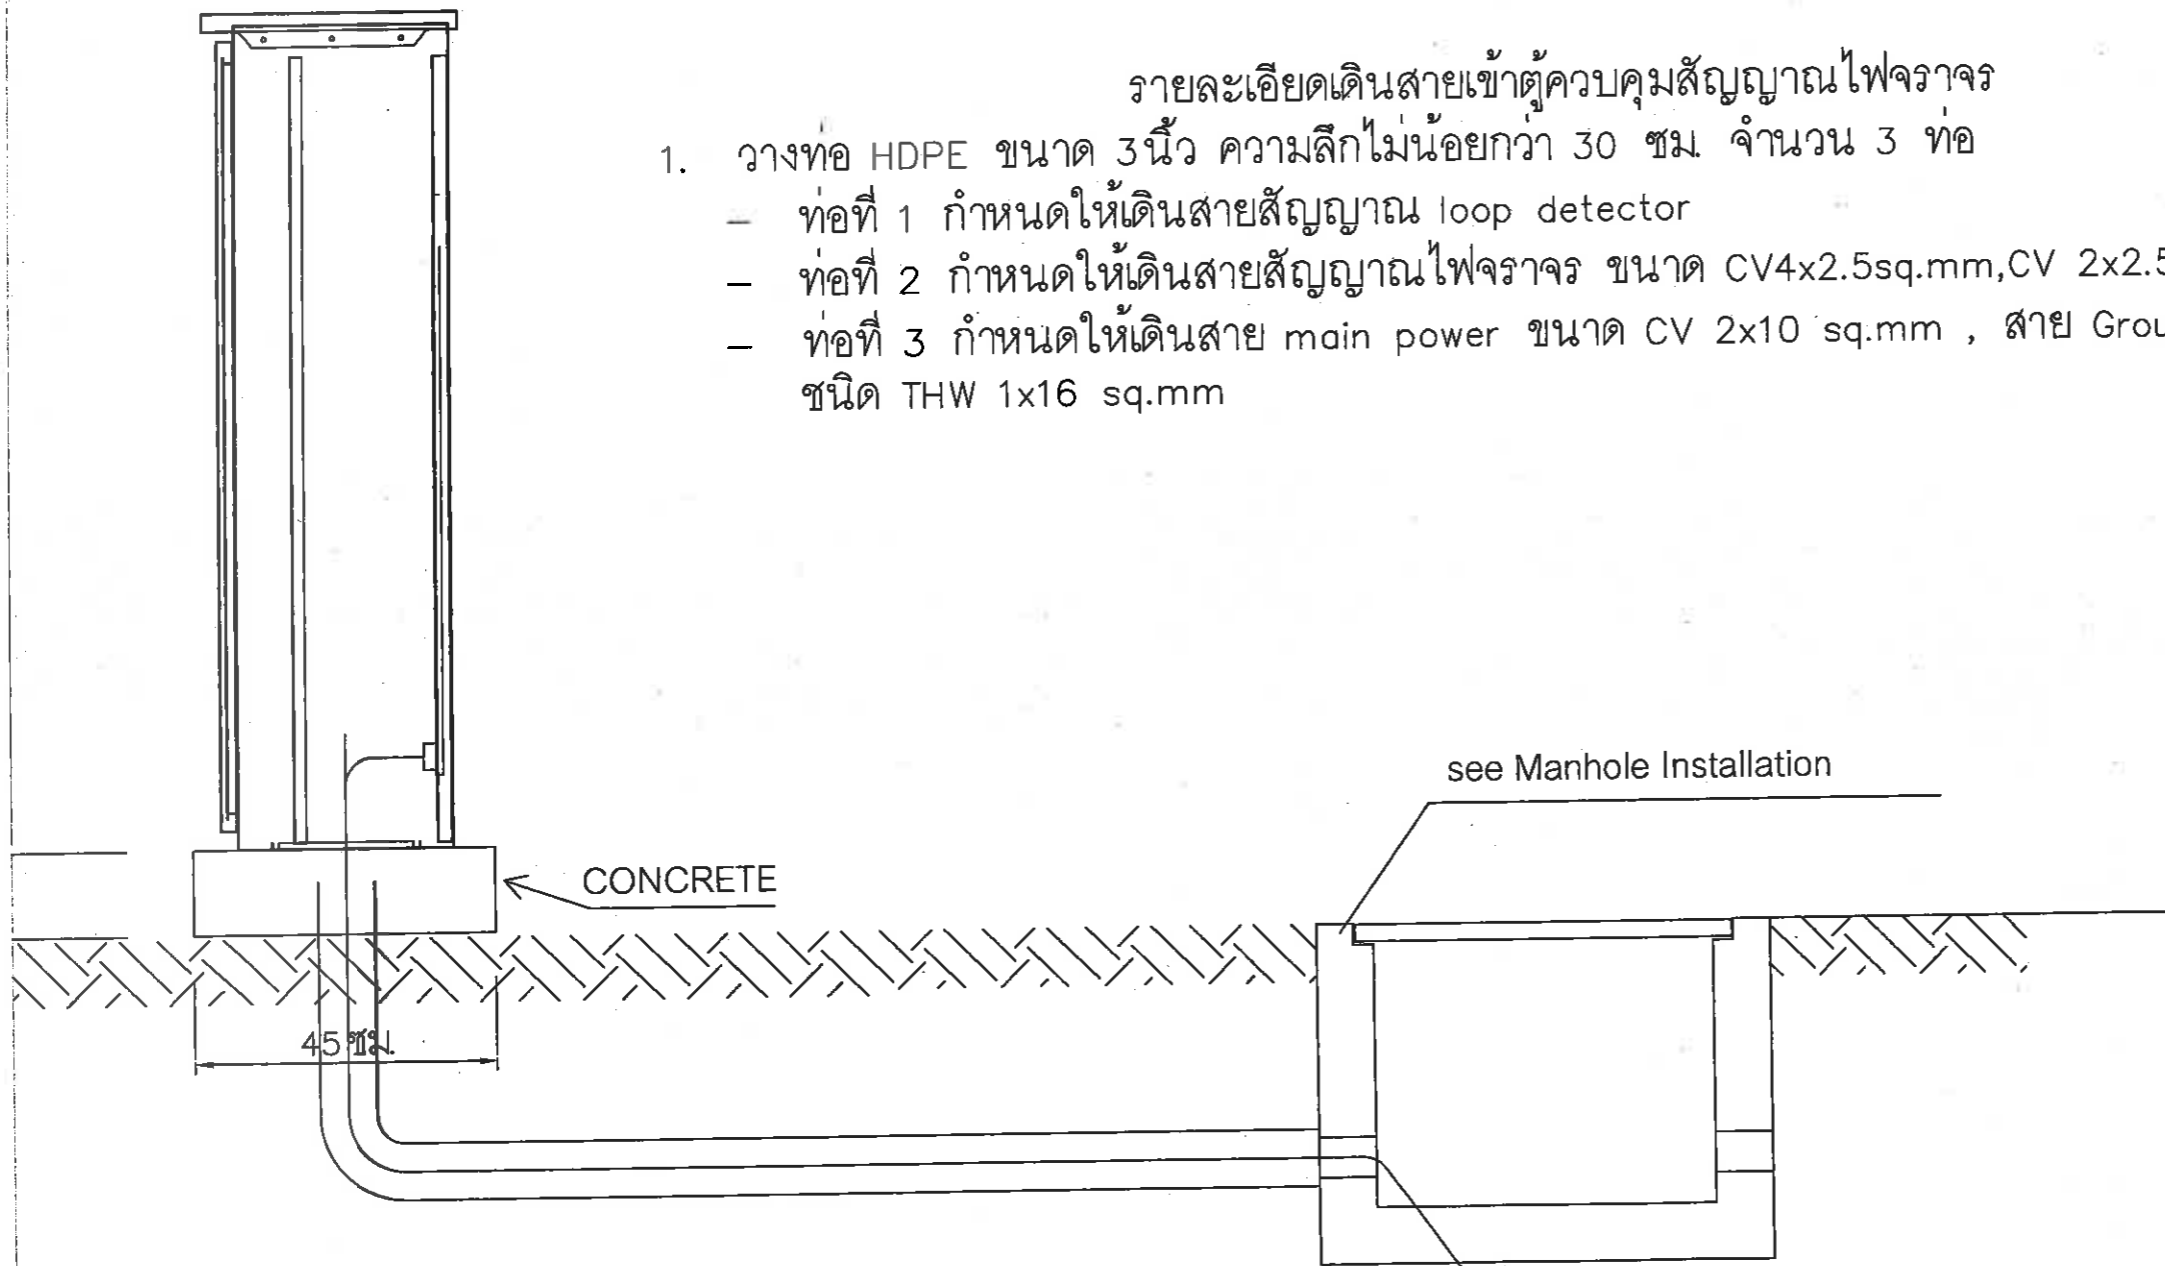 รายละเอียดเดินสายเข้าตู้ควบคุมสัญญาณไฟจราจร
1. วางท่อ HDPE ขนาด 3นิ้ว ความลึกไม่น้อยกว่า 30 ซม. จำนวน 3 ท่อ
– ท่อที่ 1 กำหนดให้เดินสายสัญญาณ loop detector
– ท่อที่ 2 กำหนดให้เดินสายสัญญาณไฟจราจร ขนาด CV4x2.5sq.mm,CV 2x2.5
– ท่อที่ 3 กำหนดให้เดินสาย main power ขนาด CV 2x10 sq.mm , สาย Grou
ชนิด THW 1x16 sq.mm
see Manhole Installation
CONCRETE
45 ซม.